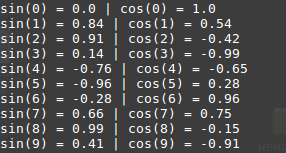 sin(0) = 0.0 | cos(0) = 1.0
sin(1) = 0.84 | cos(1) = 0.54
sin(2) = 0.91 | cos(2) = -0.42
sin(3) = 0.14 | cos(3) = -0.99
sin(4) = -0.76 | cos(4) = -0.65
sin(5) = -0.96 | cos(5) = 0.28
sin(6) = -0.28 | cos(6) = 0.96
sin(7) = 0.66 | cos(7) = 0.75
sin(8) = 0.99 | cos(8) = -0.15
sin(9) = 0.41 | cos(9) = -0.91